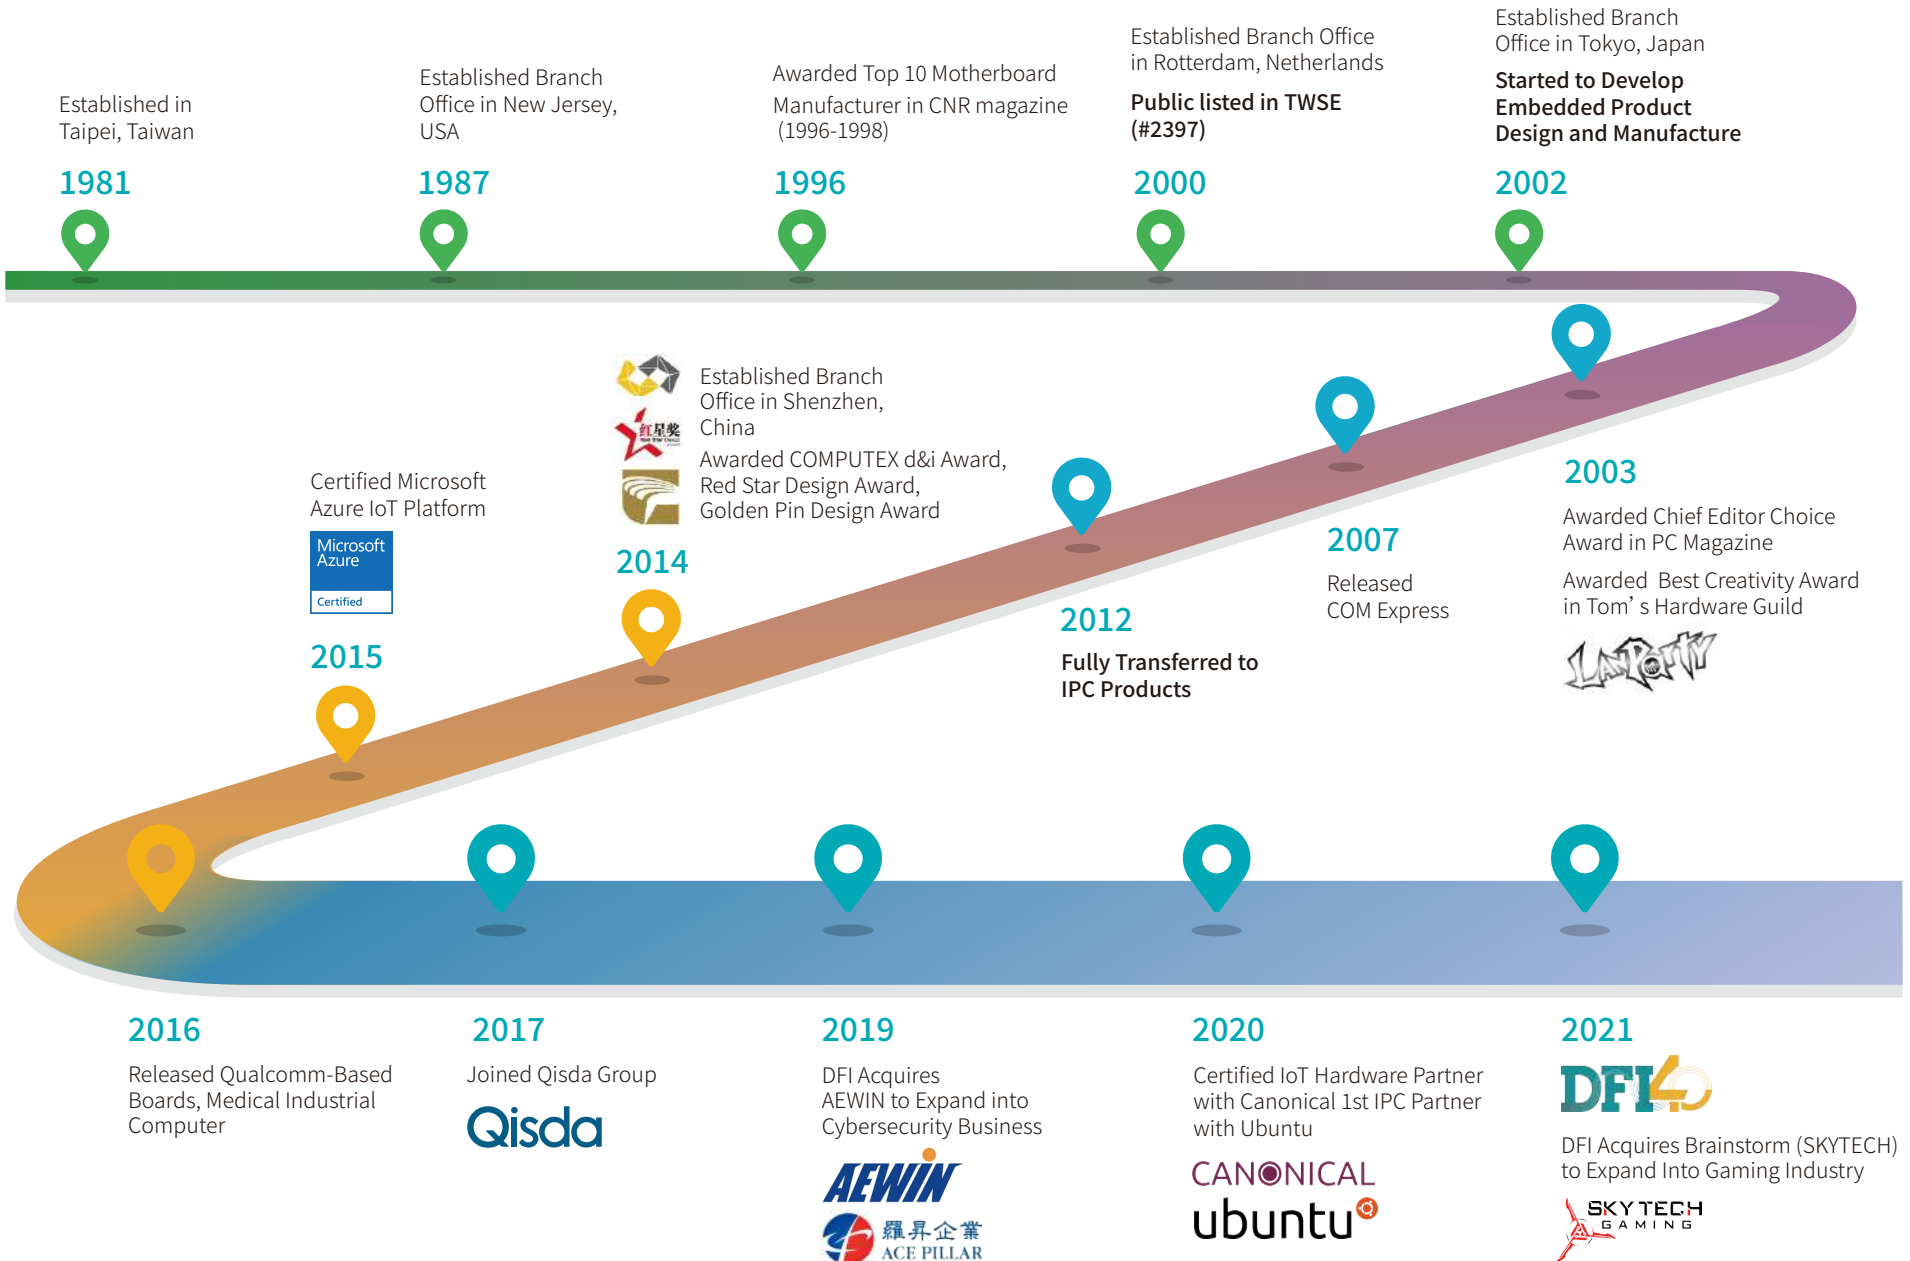 Established in
Taipei, Taiwan
1981
Established Branch
Office in New Jersey,
USA
1987
Awarded Top 10 Motherboard
Manufacturer in CNR magazine
(1996-1998)
1996
Established Branch Office
in Rotterdam, Netherlands
Public listed in TWSE
(#2397)
2000
Established Branch
Office in Tokyo, Japan
Started to Develop
Embedded Product
Design and Manufacture
2002
2003
Awarded Chief Editor Choice
Award in PC Magazine
Awarded Best Creativity Award
in Tom’s Hardware Guild
LANPARTY
2007
Released
COM Express
2012
Fully Transferred to
IPC Products
红星奖
Established Branch
Office in Shenzhen,
China
Awarded COMPUTEX d&i Award,
Red Star Design Award,
Golden Pin Design Award
2014
Certified Microsoft
Azure IoT Platform
Microsoft
Azure
Certified
2015
2016
Released Qualcomm-Based
Boards, Medical Industrial
Computer
2017
Joined Qisda Group
Qisda
2019
DFI Acquires
AEWIN to Expand into
Cybersecurity Business
AEWIN
羅昇企業
ACE PILLAR
2020
Certified IoT Hardware Partner
with Canonical 1st IPC Partner
with Ubuntu
CANONICAL
ubuntu
2021
DFI 40
DFI Acquires Brainstorm (SKYTECH)
to Expand Into Gaming Industry
SKYTECH
GAMING